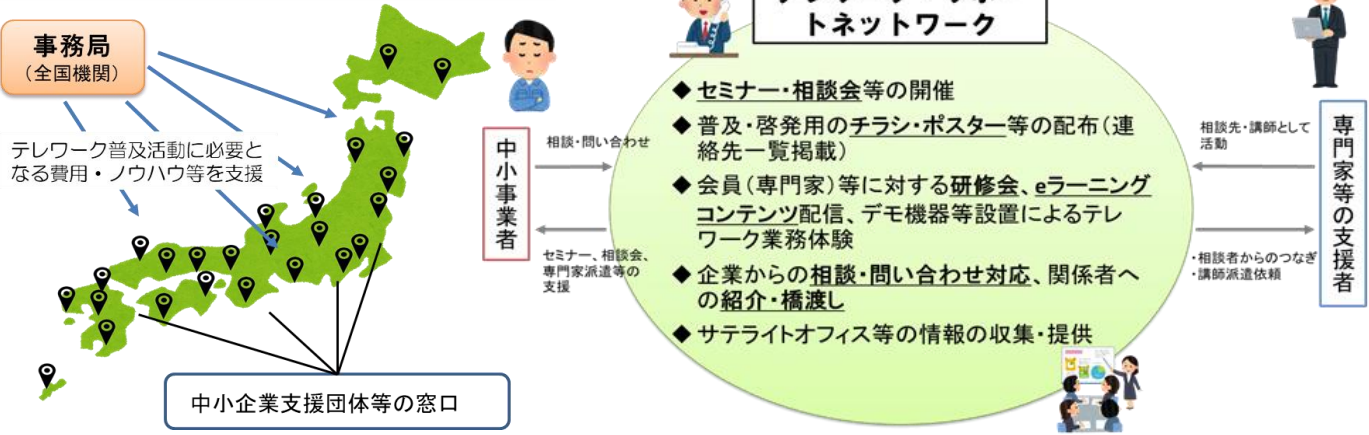 事務局
(全国機関)
テレワーク普及活動に必要と
なる費用・ノウハウ等を支援
中小企業支援団体等の窓口
トネットワーク
中小事業者
相談・問い合わせ
セミナー、相談会、
専門家派遣等の
支援
◆ セミナー・相談会等の開催
◆ 普及・啓発用のチラシ・ポスター等の配布(連
絡先一覧掲載)
◆ 会員(専門家)等に対する研修会、eラーニング
コンテンツ配信、デモ機器等設置によるテレ
ワーク業務体験
◆ 企業からの相談・問い合わせ対応、関係者へ
の紹介・橋渡し
◆ サテライトオフィス等の情報の収集・提供
相談先・講師として
活動
・相談者からのつなぎ
・講師派遣依頼
専門家等の支援者